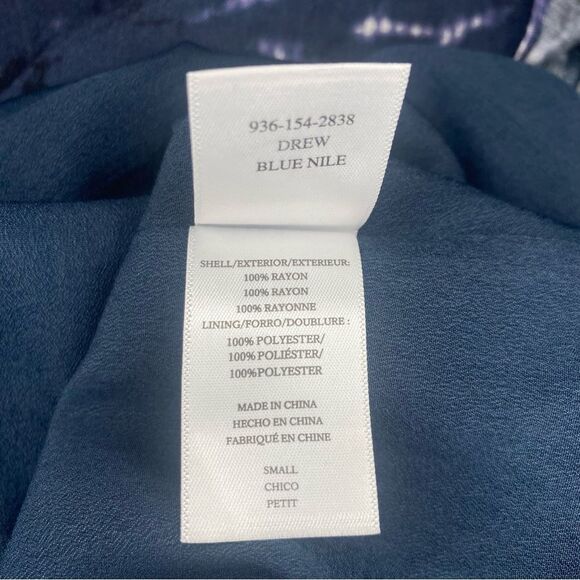 936-154-2838
DREW
BLUE NILE
SHELL/EXTERIOR/EXTERIEUR:
100% RAYON
100% RAYON
100% RAYONNE
LINING/FORRO/DOUBLURE :
100% POLYESTER/
100% POLIÉSTER/
100%POLYESTER
MADE IN CHINA
HECHO EN CHINA
FABRIQUÉ EN CHINE
SMALL
CHICO
PETIT